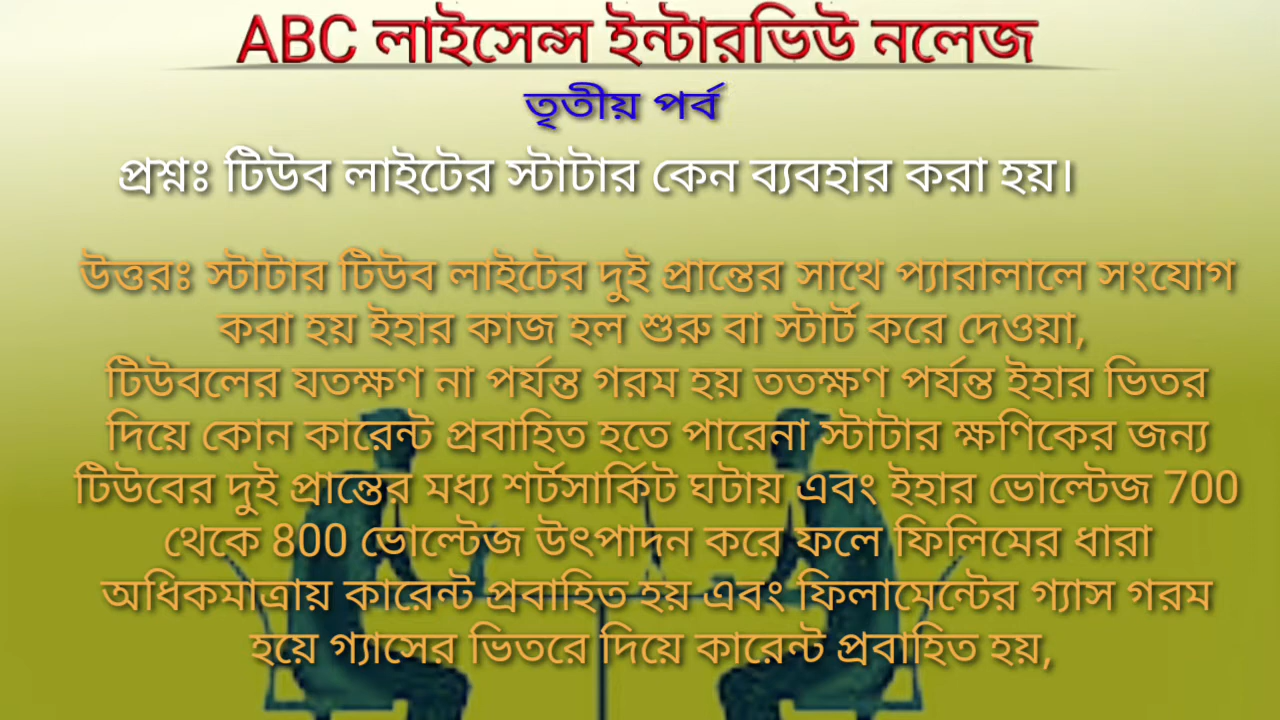 ABC লাইসেন্স ইন্টারভিউ নলেজ
তৃতীয় পর্ব
প্রশ্নঃ টিউব লাইটের স্টাটার কেন ব্যবহার করা হয়।
উত্তরঃ স্টাটার টিউব লাইটের দুই প্রান্তের সাথে প্যারালালে সংযোগ
করা হয় ইহার কাজ হল শুরু বা স্টার্ট করে দেওয়া,
টিউবলের যতক্ষণ না পর্যন্ত গরম হয় ততক্ষণ পর্যন্ত ইহার ভিতর
দিয়ে কোন কারেন্ট প্রবাহিত হতে পারেনা স্টাটার ক্ষণিকের জন্য
টিউবের দুই প্রান্তের মধ্য শর্টসার্কিট ঘটায় এবং ইহার ভোল্টেজ 700
থেকে 800 ভোল্টেজ উৎপাদন করে ফলে ফিলিমের ধারা
অধিকমাত্রায় কারেন্ট প্রবাহিত হয় এবং ফিলামেন্টের গ্যাস গরম
হয়ে গ্যাসের ভিতরে দিয়ে কারেন্ট প্রবাহিত হয়,